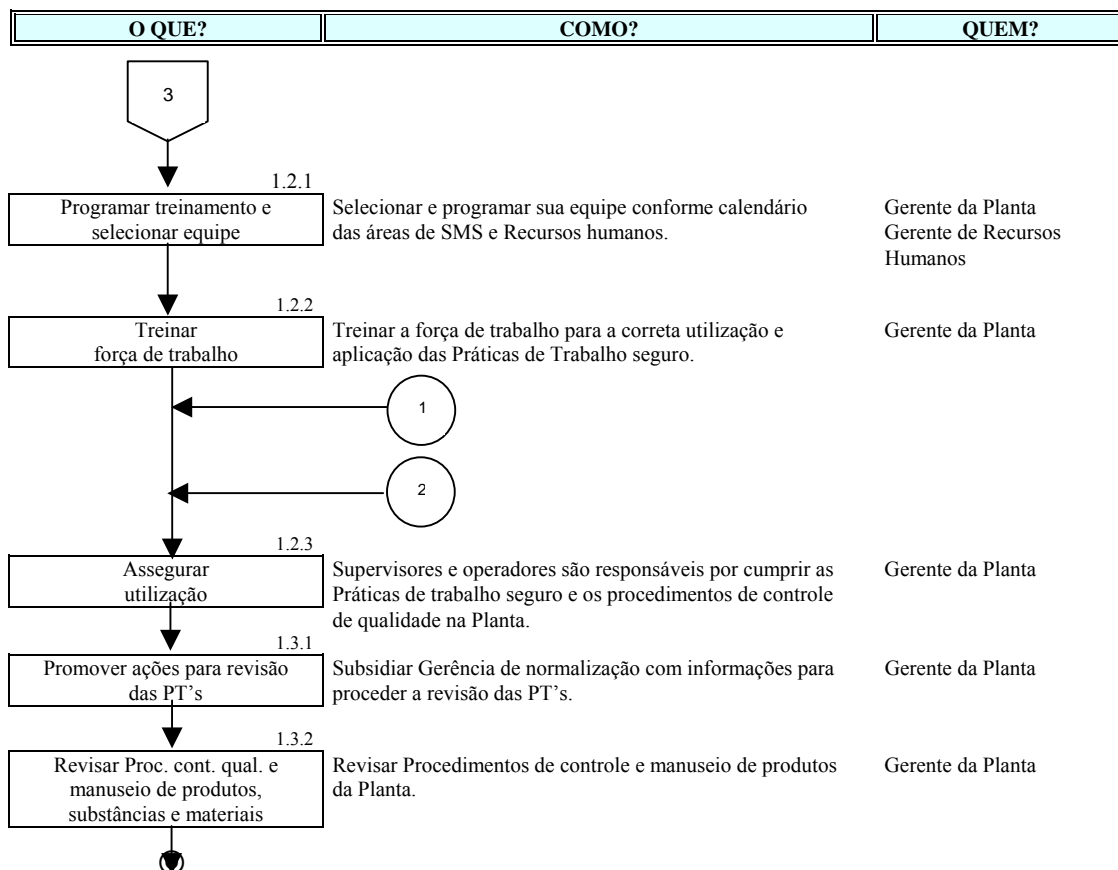 O QUE? COMO? QUEM?
3
1.2.1
Programar treinamento e Selecionar e programar sua equipe conforme calendário Gerente da Planta
selecionar equipe das áreas de SMS e Recursos humanos. Gerente de Recursos
Humanos
1.2.2
Treinar Treinar a força de trabalho para a correta utilização e Gerente da Planta
força de trabalho aplicação das Práticas de Trabalho seguro.
1
2
1.2.3
Assegurar Supervisores e operadores são responsáveis por cumprir as Gerente da Planta
utilização Práticas de trabalho seguro e os procedimentos de controle
de qualidade na Planta.
1.3.1
Promover ações para revisão Subsidiar Gerência de normalização com informações para Gerente da Planta
das PT's proceder a revisão das PT's.
1.3.2
Revisar Proc. cont. qual. e Revisar Procedimentos de controle e manuseio de produtos Gerente da Planta
manuseio de produtos, da Planta.
substâncias e materiais